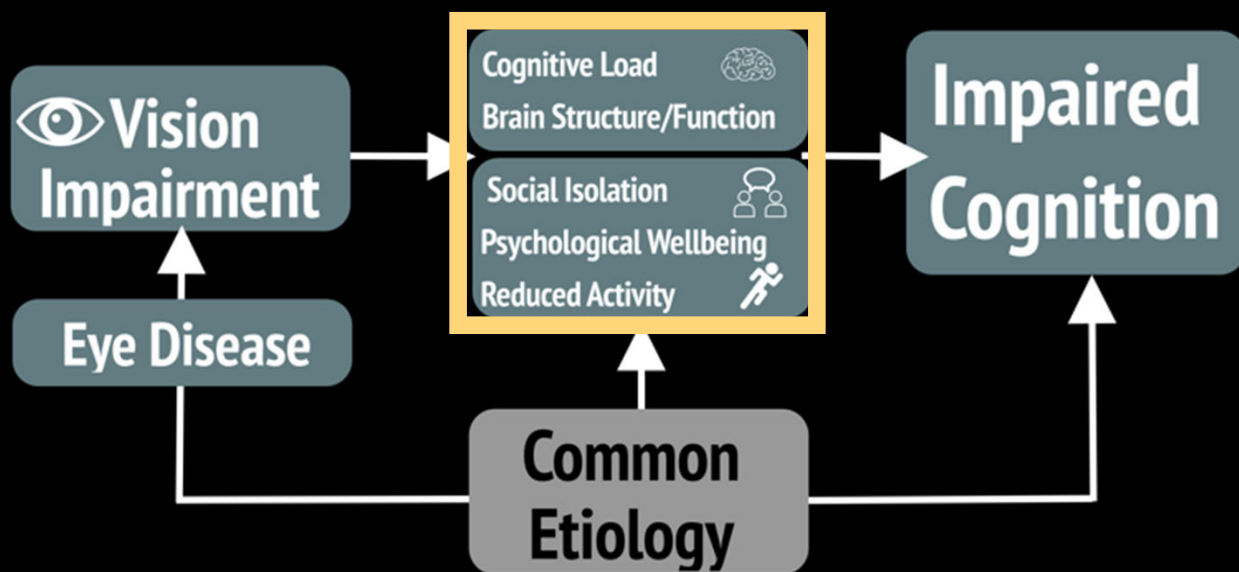 Vision
Impairment
Eye Disease
Cognitive Load
Brain Structure/Function
Social Isolation
Psychological Wellbeing
Reduced Activity
Impaired
Cognition
Common
Etiology